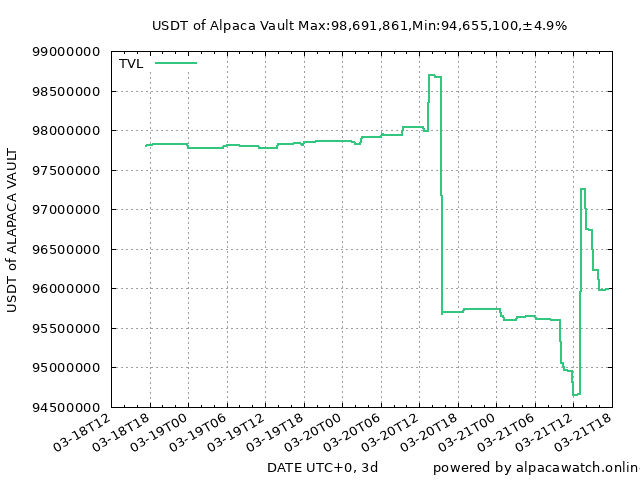 USDT of Alpaca Vault Max:98,691,861,Min:94,655,100,±4.9%
TVL
99000000
98500000
98000000
97500000
97000000
96500000
96000000
95500000
95000000
94500000
USDT of ALAPACA VAULT
03-18T12
03-18T18
03-19T00
03-19T06
03-19T12
03-19T18
03-20T00
03-20T06
03-20T12
03-20T18
03-21T00
03-21T06
03-21T12
03-21T18
DATE UTC+0, 3d
powered by alpacawatch.onlin